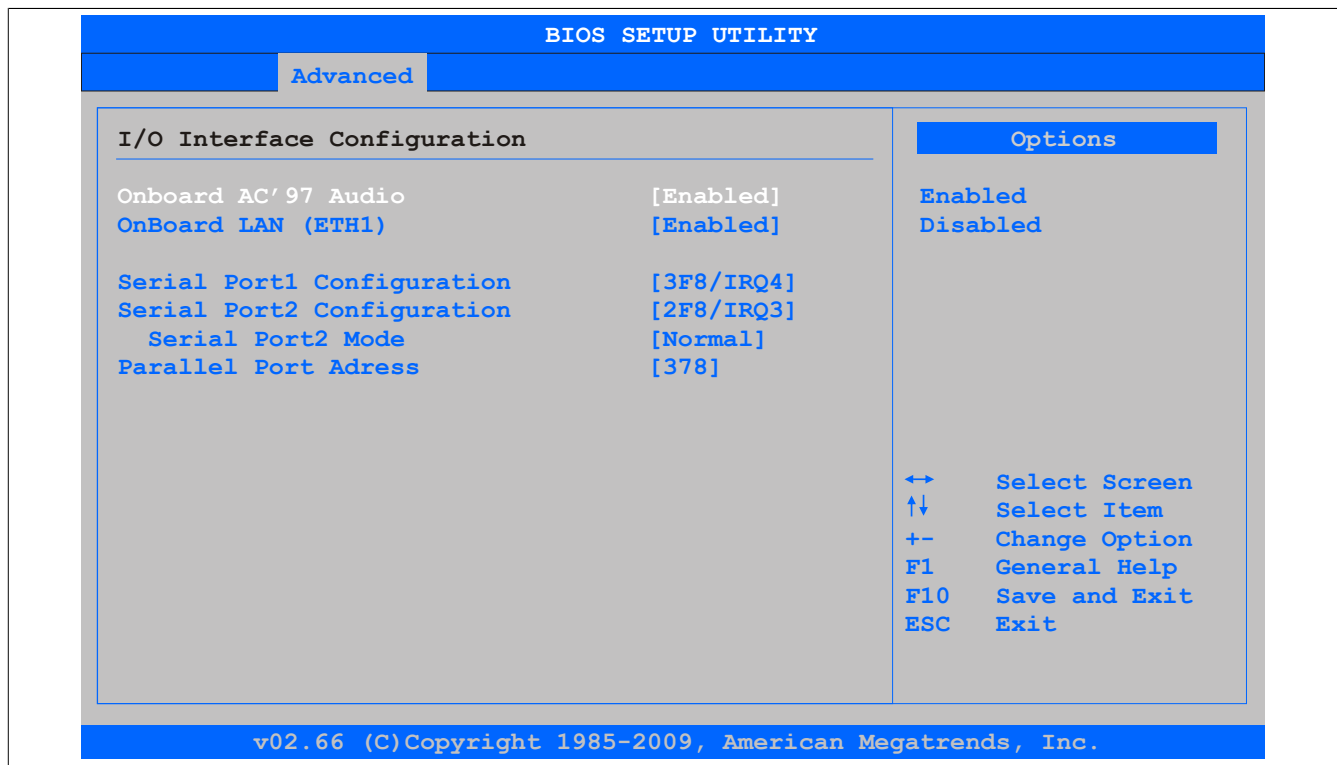 BIOS SETUP UTILITY
Advanced
I/O Interface Configuration
Onboard AC'97 Audio [Enabled]
OnBoard LAN (ETH1) [Enabled]
Serial Port1 Configuration [3F8/IRQ4]
Serial Port2 Configuration [2F8/IRQ3]
Serial Port2 Mode [Normal]
Parallel Port Adress [378]
Options
Enabled
Disabled
↔ Select Screen
↑↓ Select Item
+- Change Option
F1 General Help
F10 Save and Exit
ESC Exit
v02.66 (C)Copyright 1985-2009, American Megatrends, Inc.